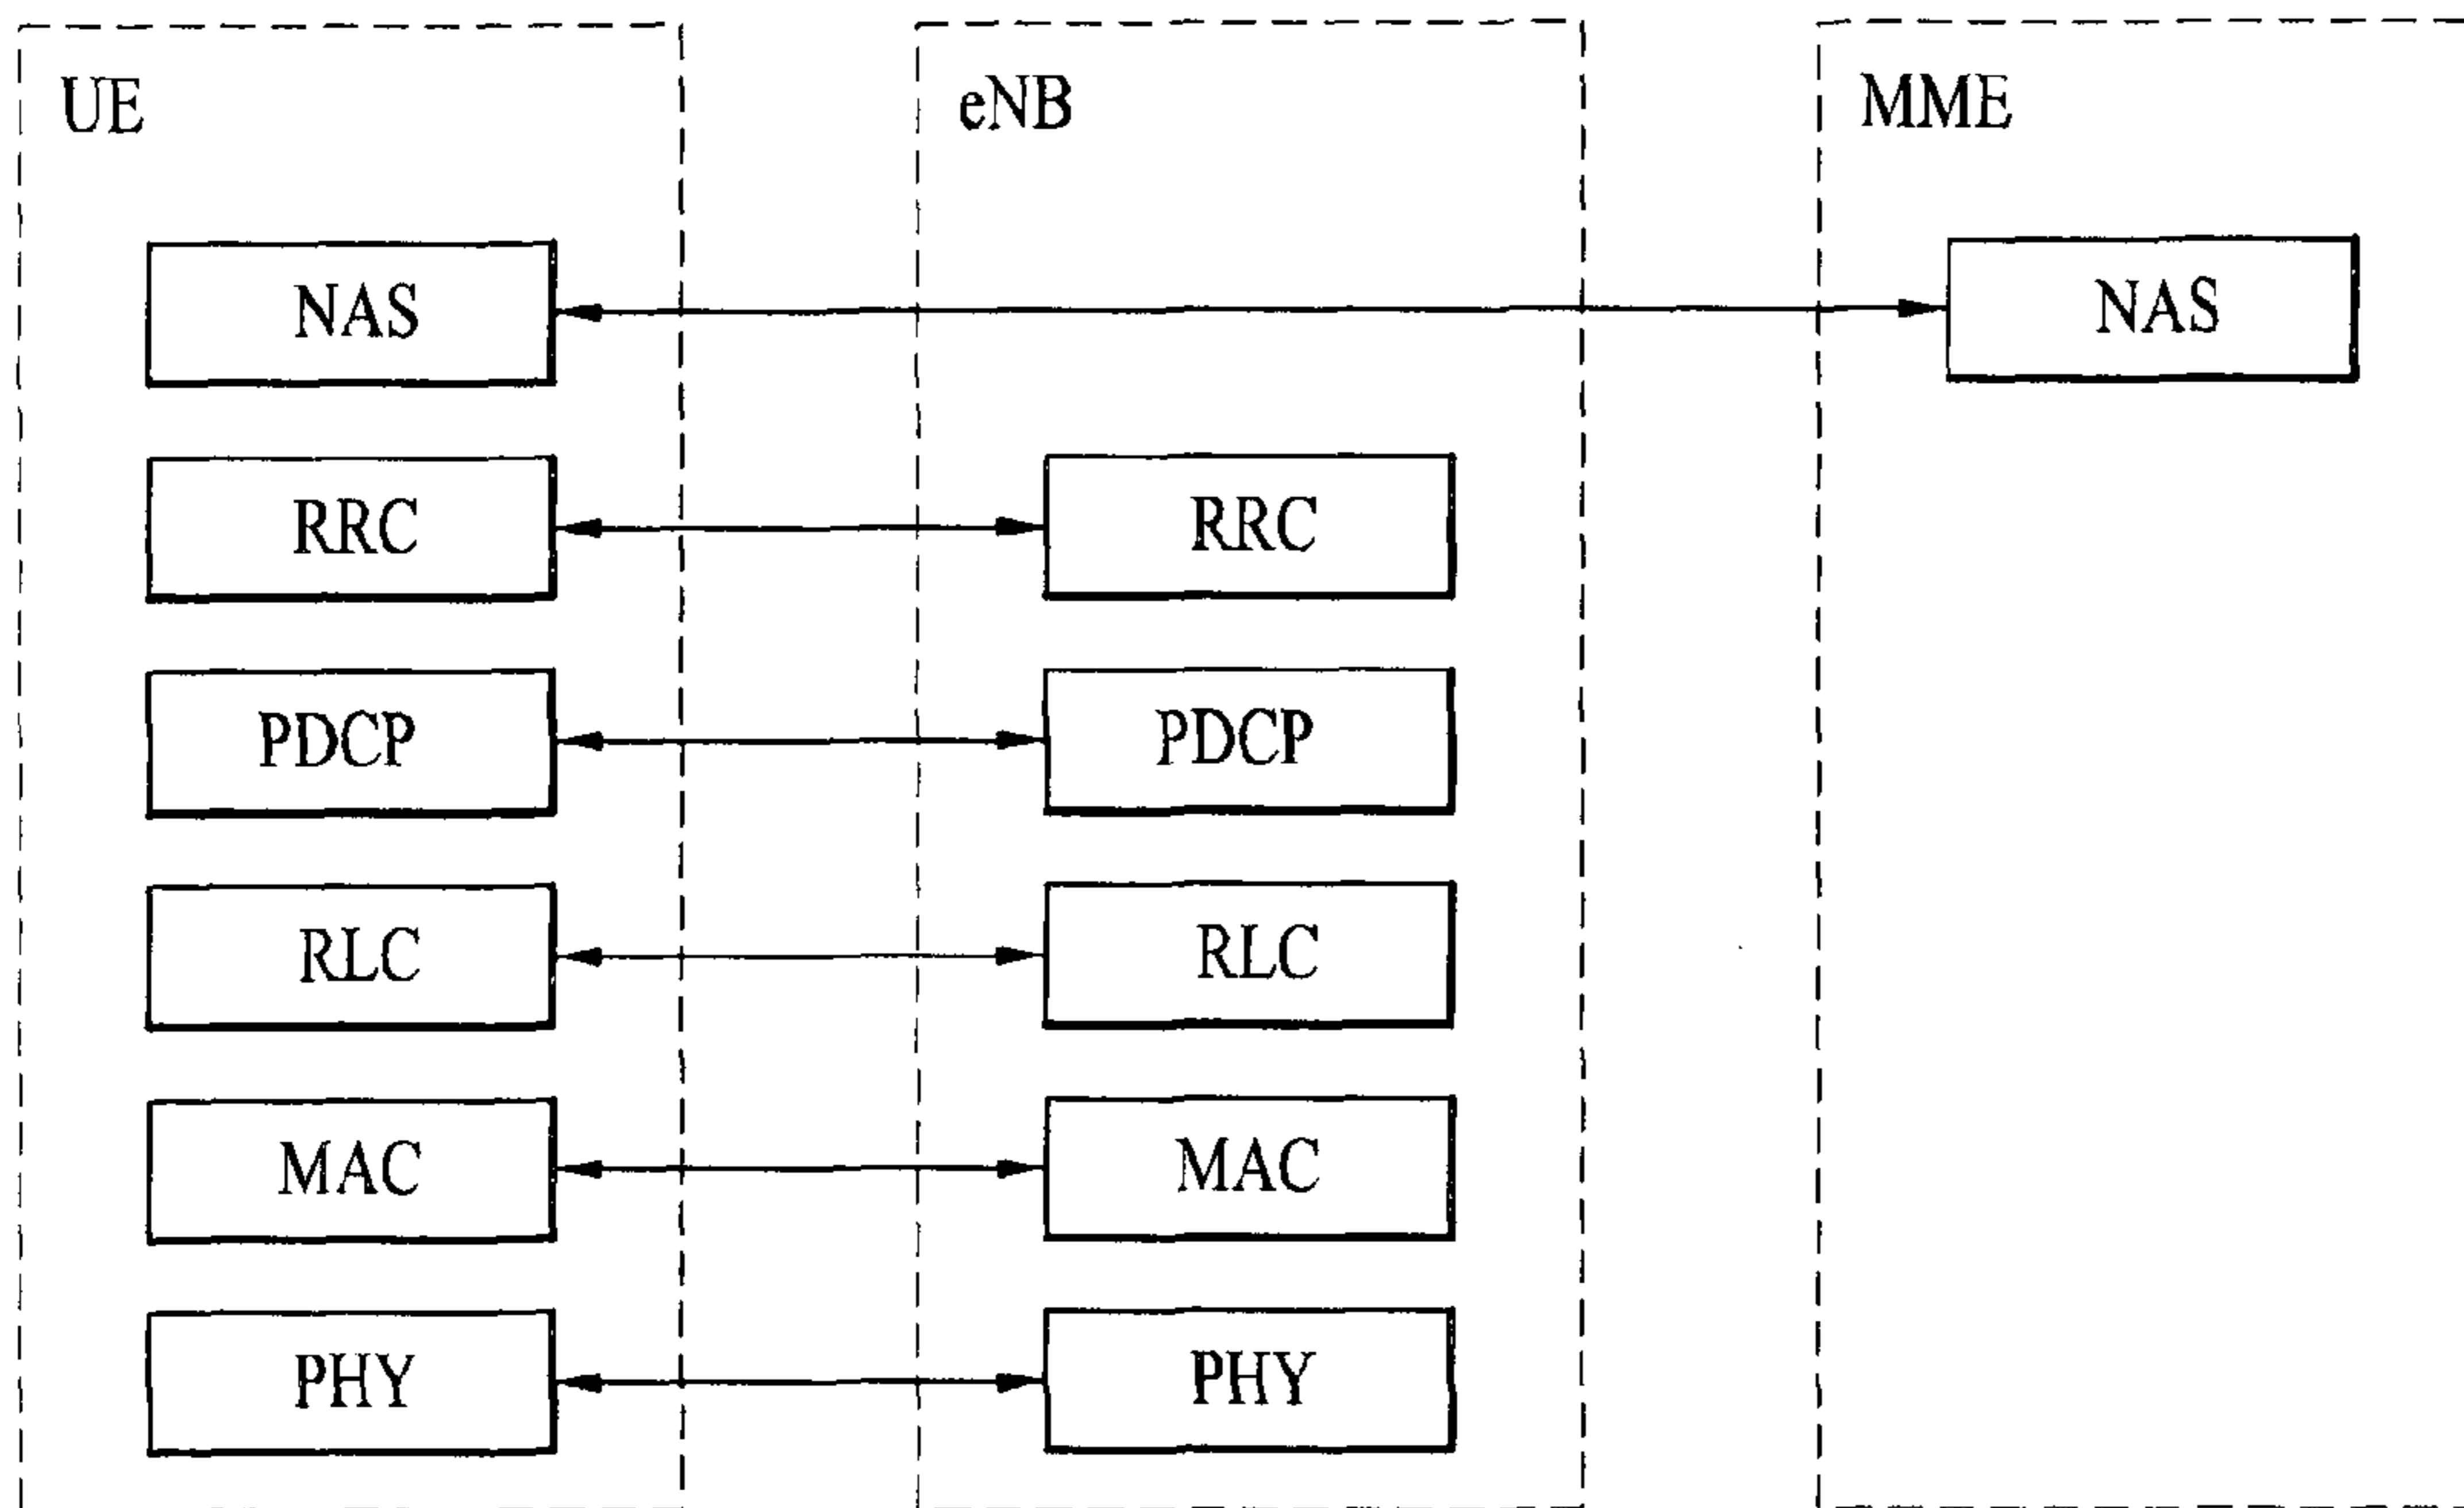 UE eNB MME
NAS NAS
RRC RRC
PDCP PDCP
RLC RLC
MAC MAC
PHY PHY